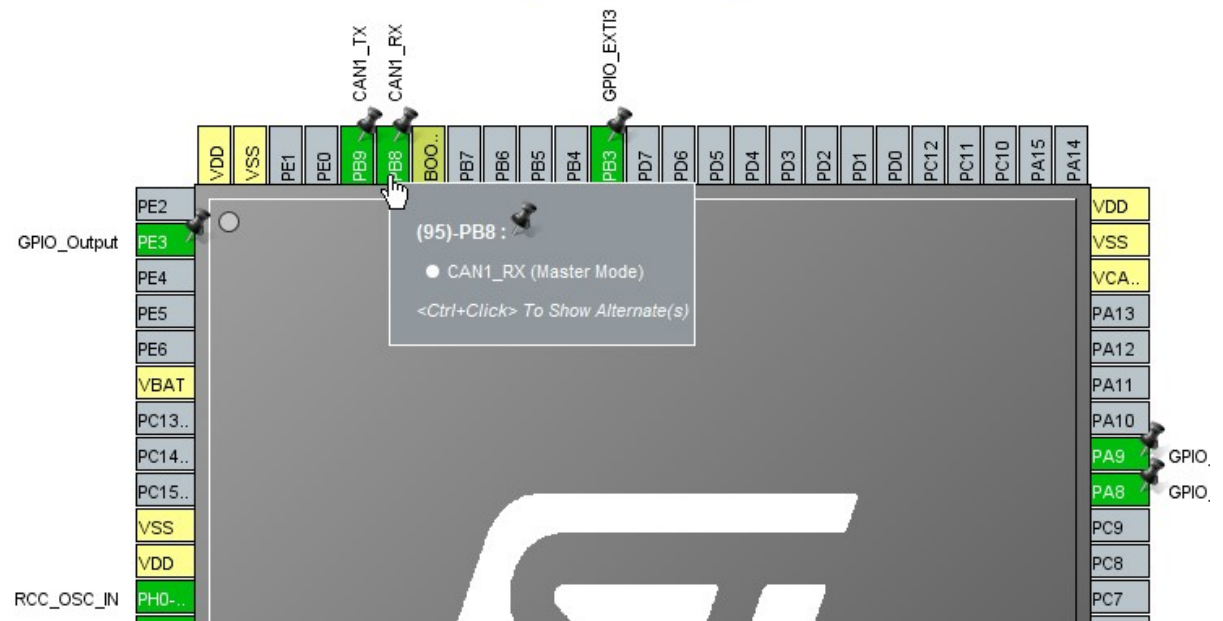 CAN1_TX
CAN1_RX
GPIO_EXTI3
VDD
VSS
PE1
PE0
PB9
PB8
BOO..
PB7
PB6
PB5
PB4
PB3
PD7
PD6
PD5
PD4
PD3
PD2
PD1
PD0
PC12
PC11
PC10
PA15
PA14
PE2
GPIO_Output PE3
PE4
PE5
PE6
VBAT
PC13..
PC14..
PC15..
VSS
VDD
RCC_OSC_IN PH0-..
(95)-PB8 :
CAN1_RX (Master Mode)
<Ctrl+Click> To Show Alternate(s)
VDD
VSS
VCA..
PA13
PA12
PA11
PA10
PA9 GPIO_
PA8 GPIO_
PC9
PC8
PC7